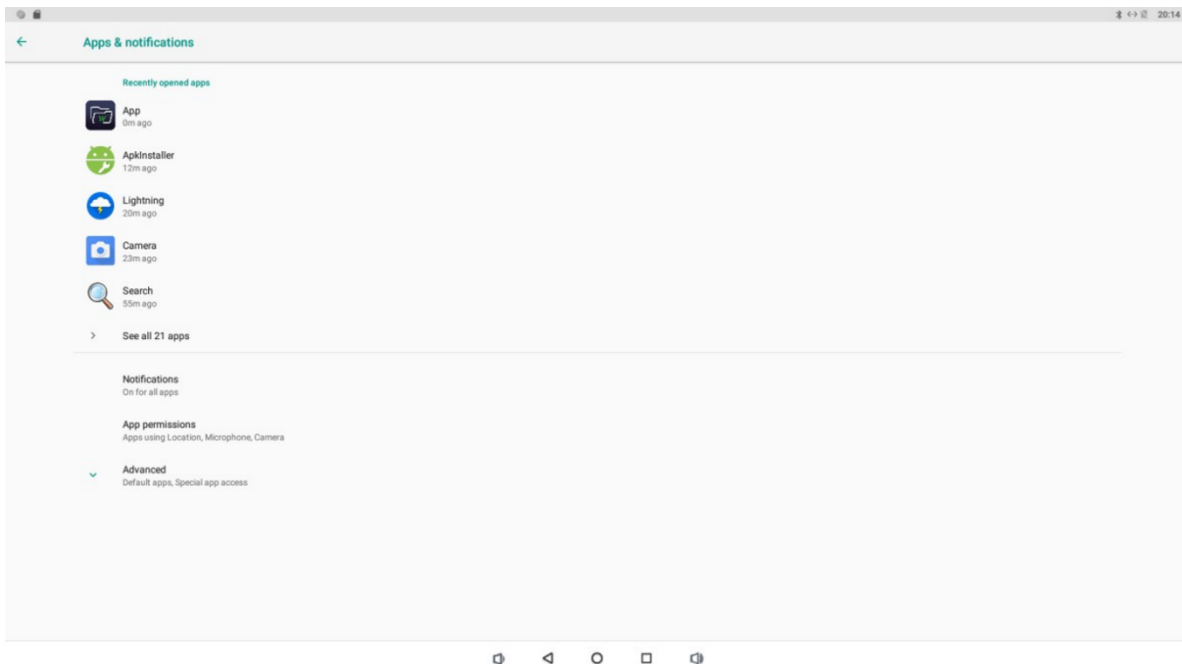 20:14
Apps & notifications
Recently opened apps
App
0m ago
ApkInstaller
12m ago
Lightning
20m ago
Camera
23m ago
Search
55m ago
See all 21 apps
Notifications
On for all apps
App permissions
Apps using Location, Microphone, Camera
Advanced
Default apps, Special app access